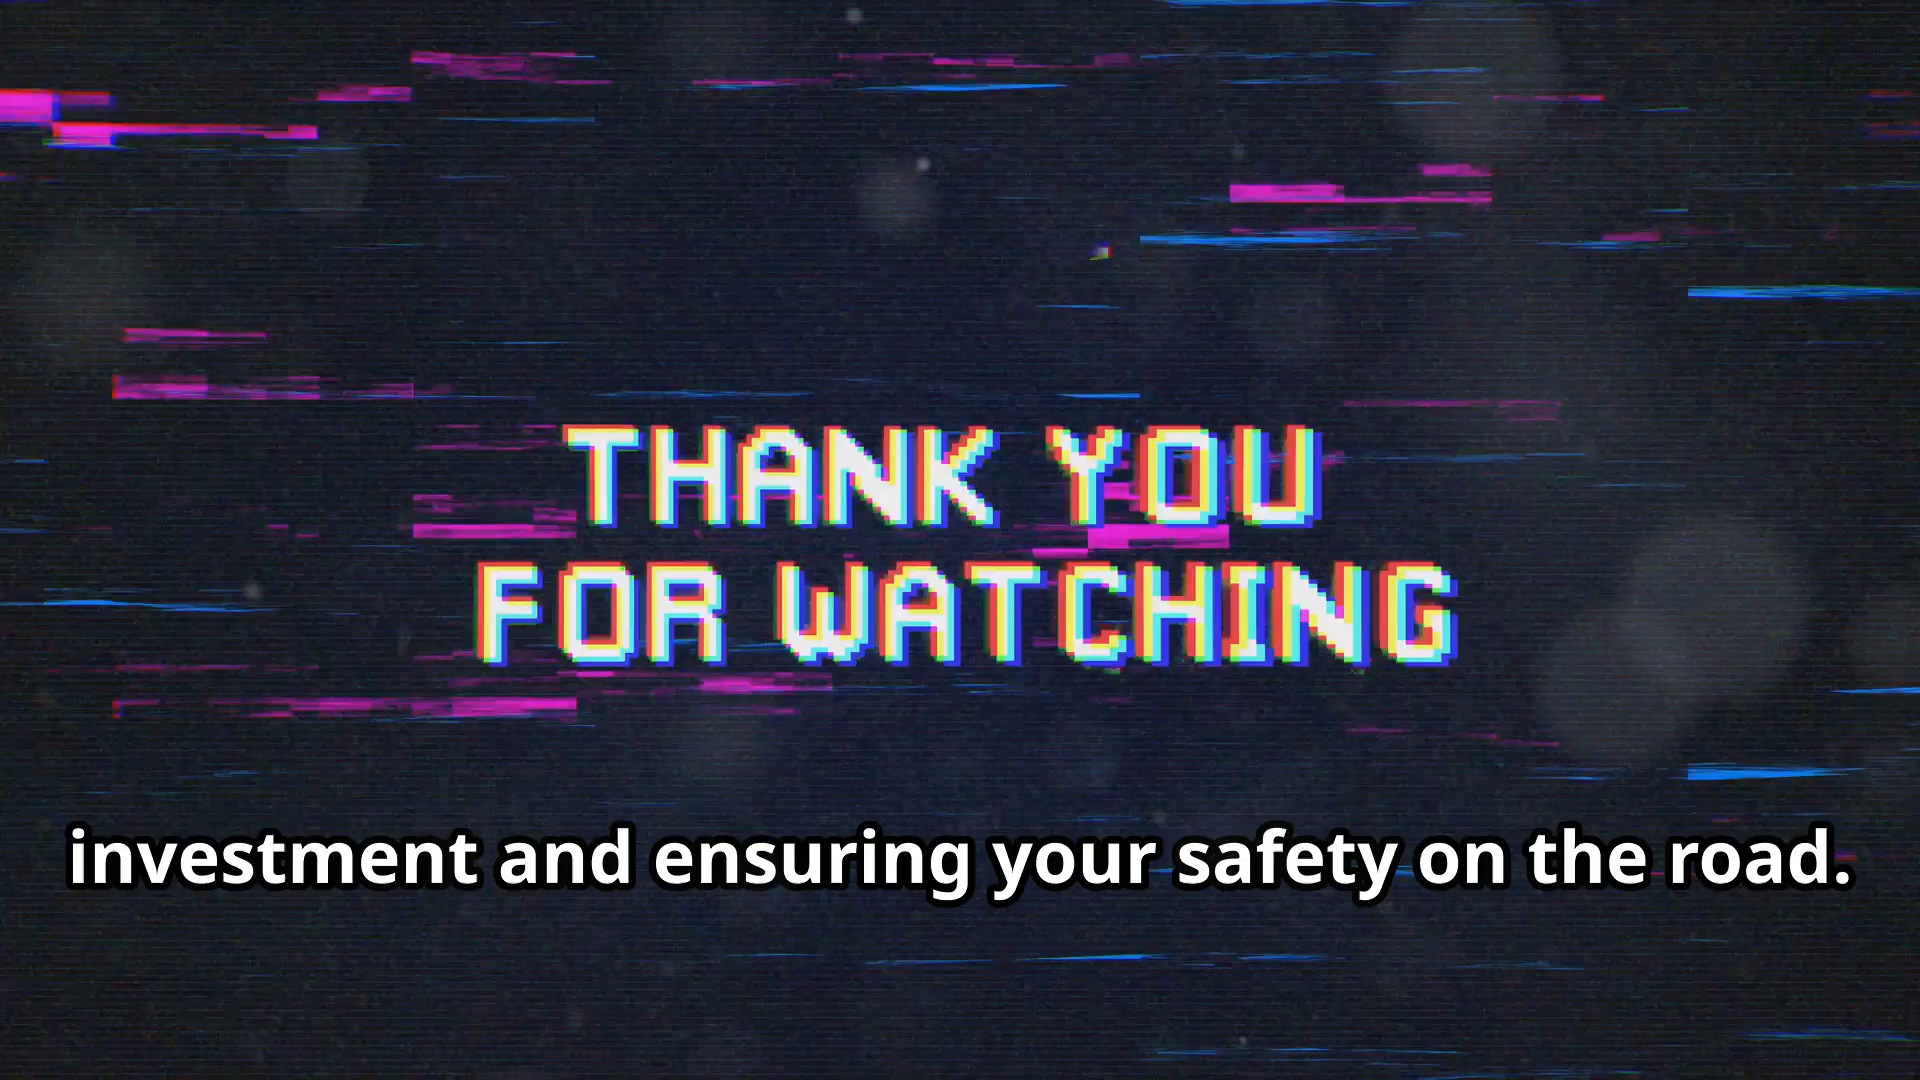 THANK YOU
FOR WATCHING
investment and ensuring your safety on the road.